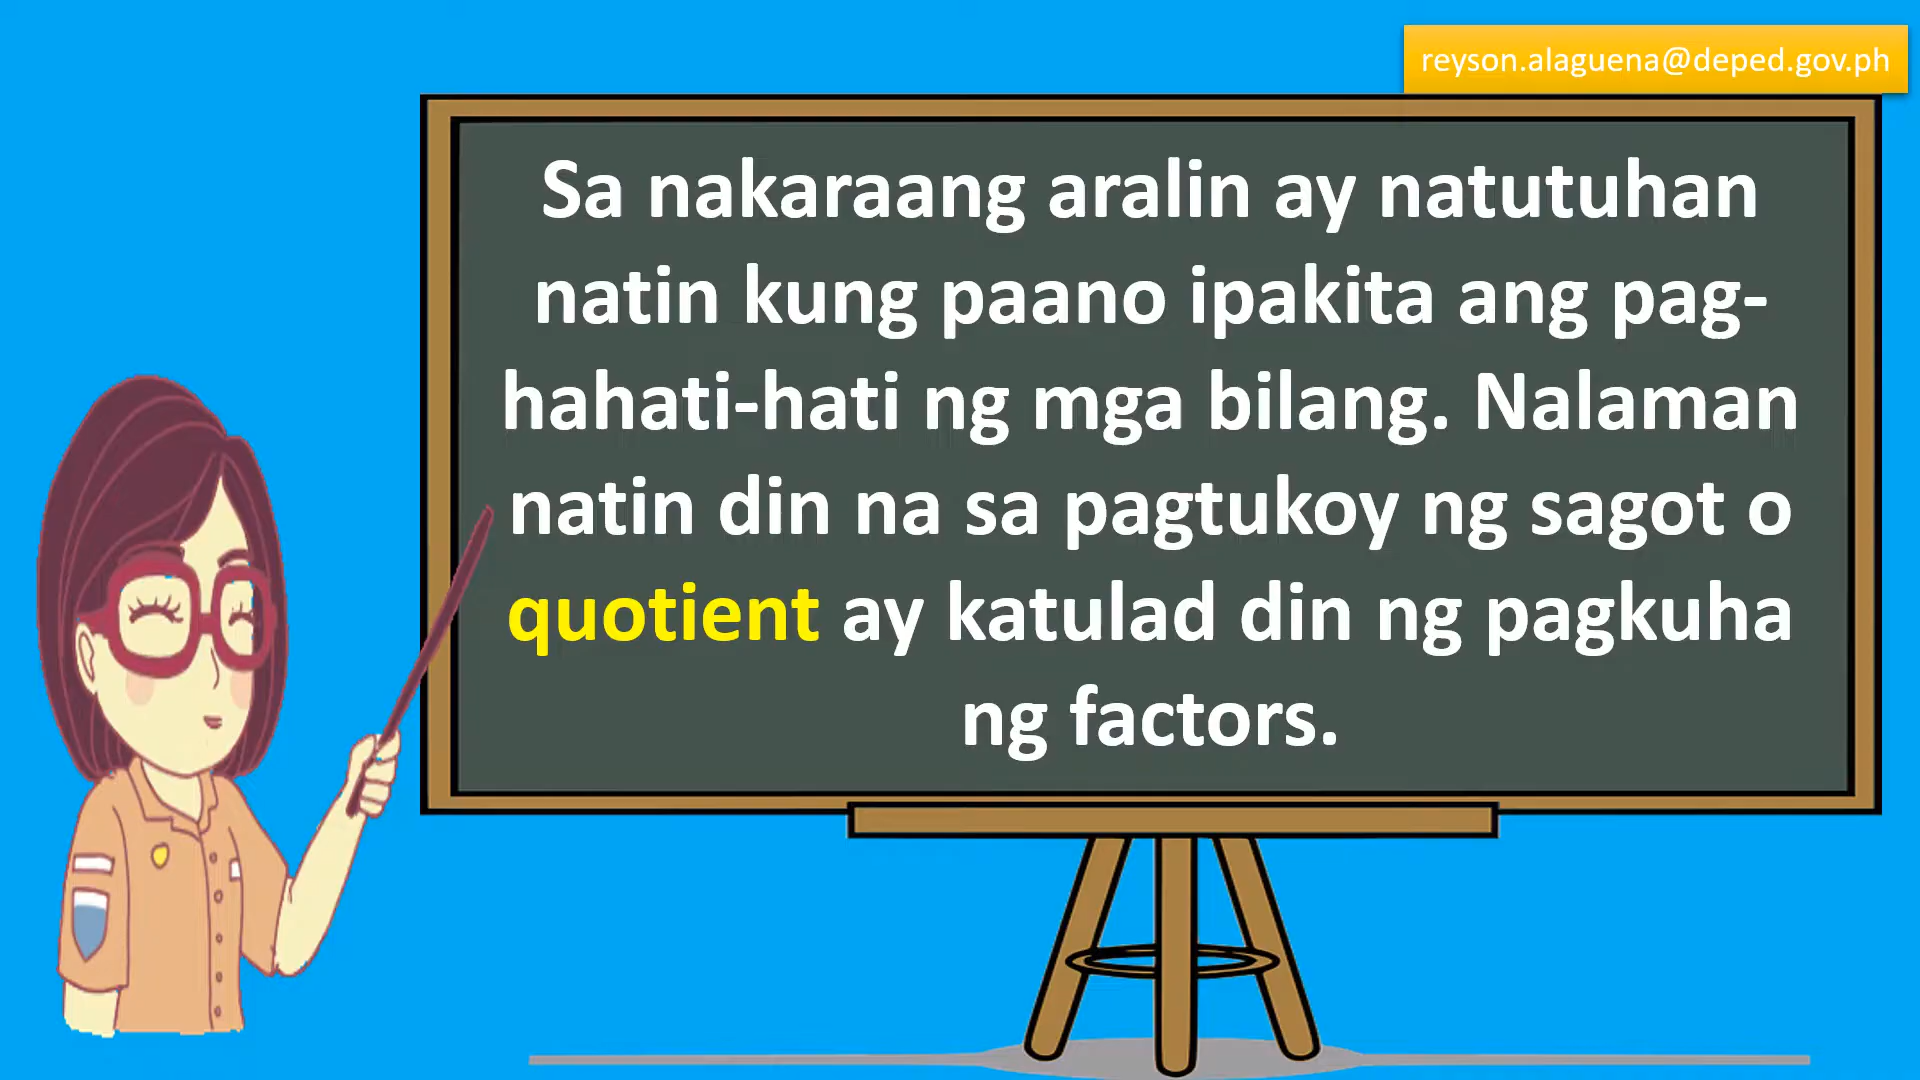 reyson.alaguena@deped.gov.ph
Sa nakaraang aralin ay natutuhan
natin kung paano ipakita ang pag-
hahati-hati ng mga bilang. Nalaman
natin din na sa pagtukoy ng sagot o
quotient ay katulad din ng pagkuha
ng factors.